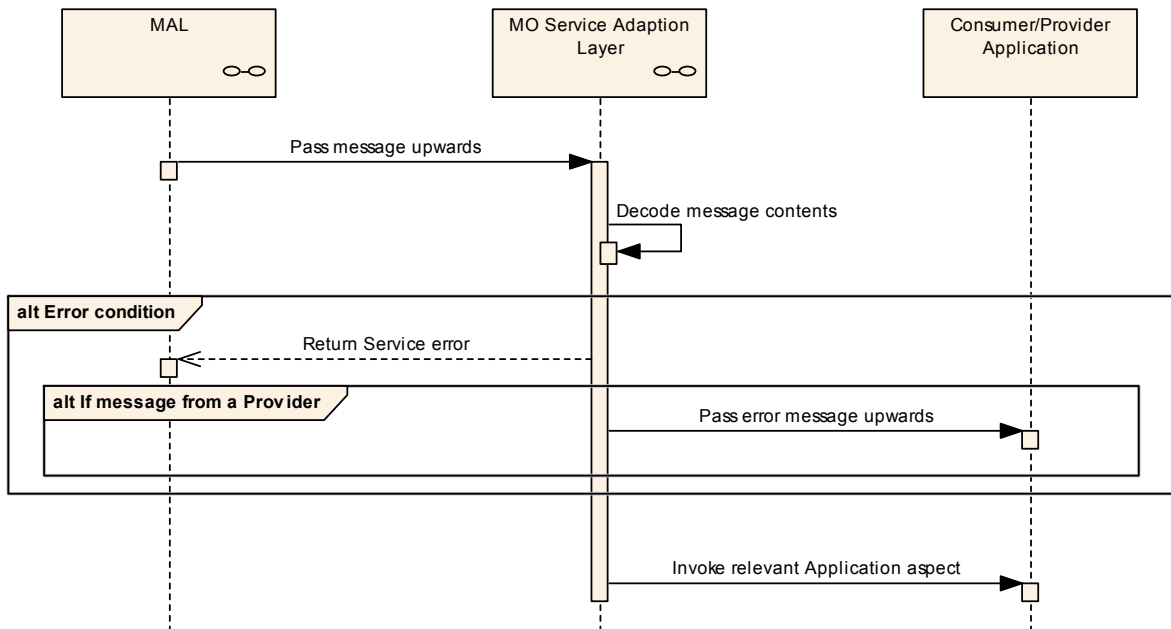 MAL
MO Service Adaption
Layer
Consumer/Provider
Application
Pass message upwards
Decode message contents
alt Error condition
Return Service error
alt If message from a Provider
Pass error message upwards
Invoke relevant Application aspect